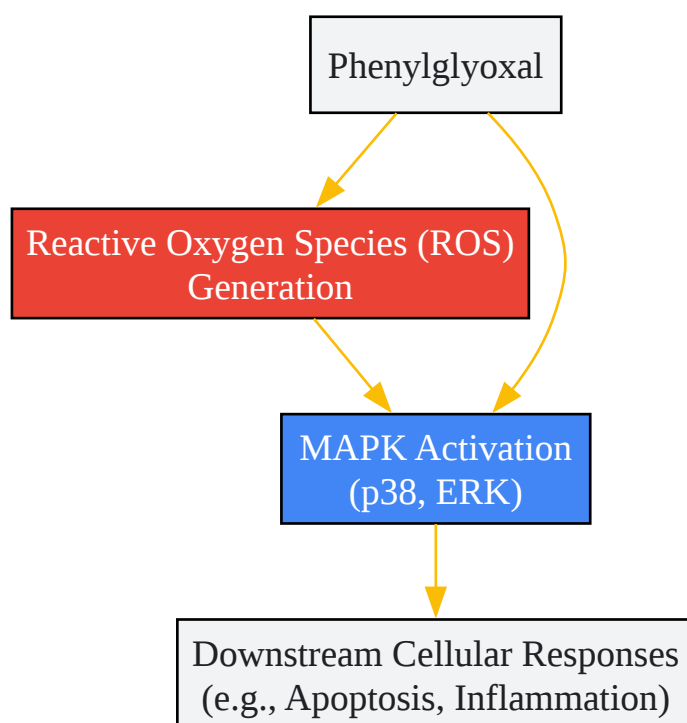 Phenylglyoxal
Reactive Oxygen Species (ROS)
Generation
MAPK Activation
(p38, ERK)
Downstream Cellular Responses
(e.g., Apoptosis, Inflammation)